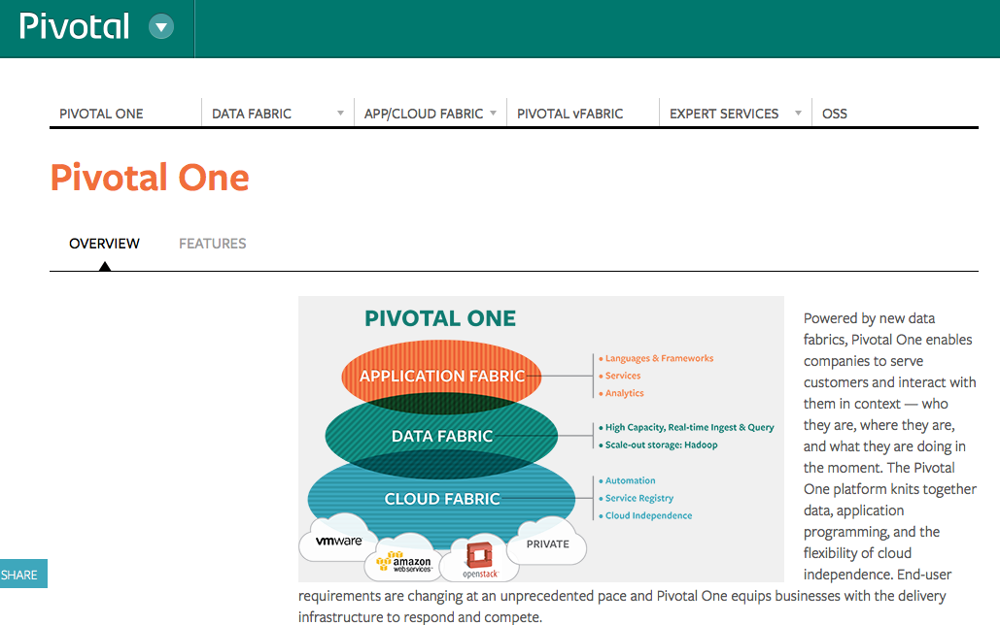 Pivotal
PIVOTAL ONE
DATA FABRIC
APP/CLOUD FABRIC
PIVOTAL vFABRIC
EXPERT SERVICES
OSS
Pivotal One
OVERVIEW
FEATURES
PIVOTAL ONE
APPLICATION FABRIC
• Languages & Frameworks
• Services
• Analytics
DATA FABRIC
• High Capacity, Real-time Ingest & Query
• Scale-out storage: Hadoop
CLOUD FABRIC
• Automation
• Service Registry
• Cloud Independence
vmware
amazon
web services™
openstack
PRIVATE
Powered by new data
fabrics, Pivotal One enables
companies to serve
customers and interact with
them in context — who
they are, where they are,
and what they are doing in
the moment. The Pivotal
One platform knits together
data, application
programming, and the
flexibility of cloud
independence. End-user
requirements are changing at an unprecedented pace and Pivotal One equips businesses with the delivery
infrastructure to respond and compete.
SHARE